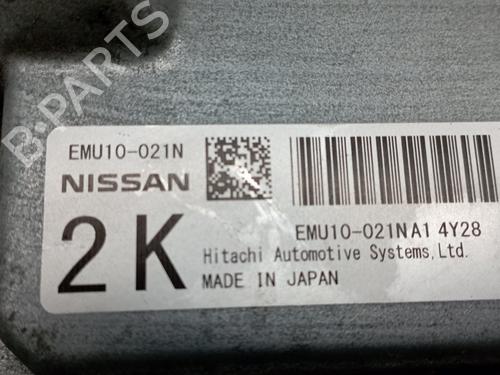 B-PARTS
EMU10-021N
NISSAN
2K
EMU10-021NA1 4Y28
Hitachi Automotive Systems,Ltd.
MADE IN JAPAN